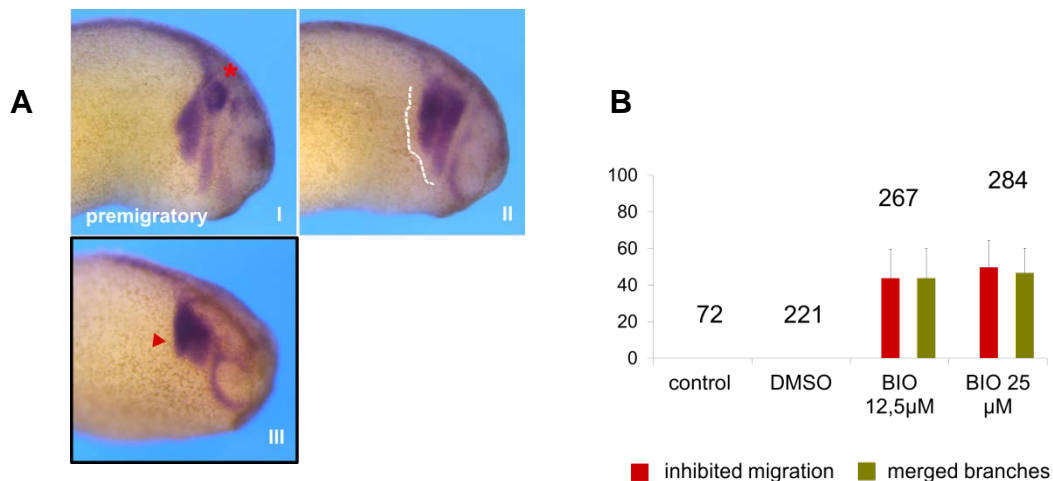 A
B
*
premigratory
I
II
III
100
80
60
40
20
0
72
221
267
284
control
DMSO
BIO
12,5µM
BIO 25
µM
inhibited migration
merged branches